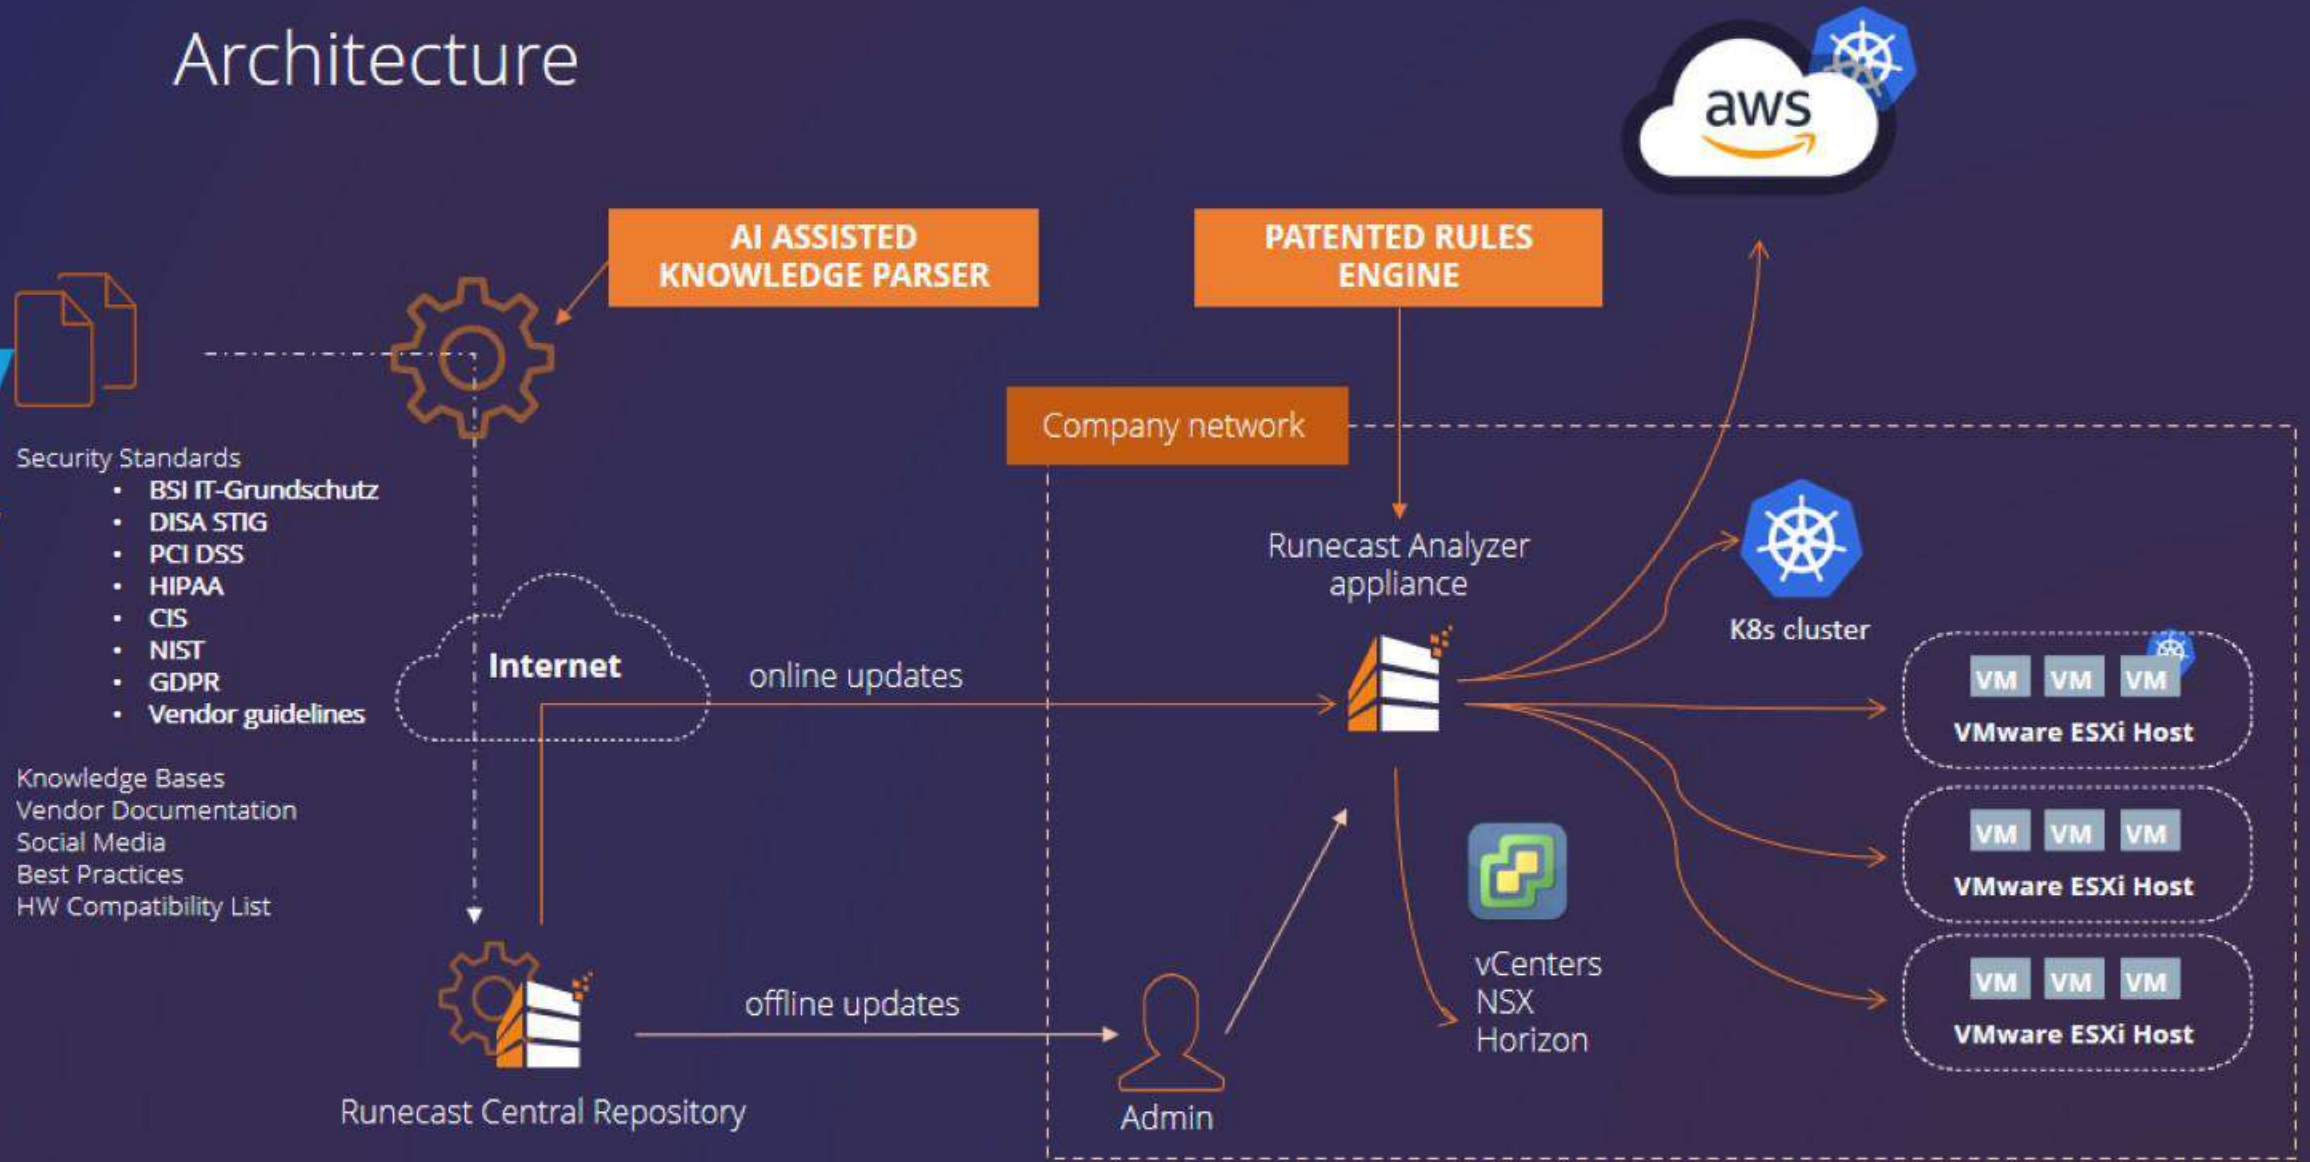 Architecture
aws
AI ASSISTED
KNOWLEDGE PARSER
PATENTED RULES
ENGINE
Company network
Security Standards
• BSI IT-Grundschutz
• DISA STIG
• PCI DSS
• HIPAA
• CIS
• NIST
• GDPR
• Vendor guidelines
Knowledge Bases
Vendor Documentation
Social Media
Best Practices
HW Compatibility List
Internet
online updates
Runecast Analyzer
appliance
K8s cluster
VM VM VM
VMware ESXi Host
VM VM VM
VMware ESXi Host
VM VM VM
VMware ESXi Host
vCenters
NSX
Horizon
offline updates
Admin
Runecast Central Repository